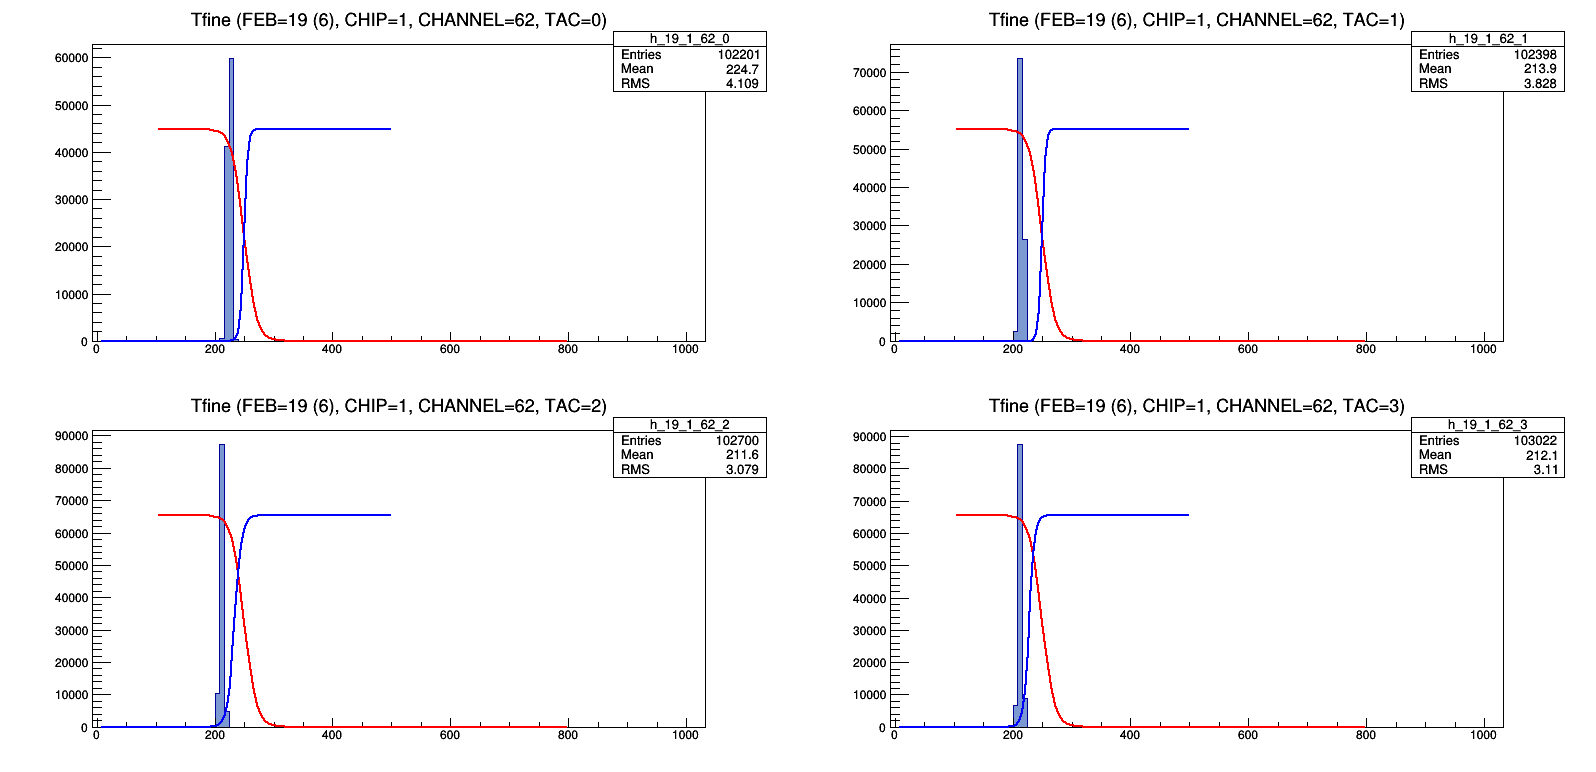 Tfine (FEB=19 (6), CHIP=1, CHANNEL=62, TAC=0)
h_19_1_62_0
Entries 102201
Mean 224.7
RMS 4.109
60000
50000
40000
30000
20000
10000
0
0 200 400 600 800 1000
Tfine (FEB=19 (6), CHIP=1, CHANNEL=62, TAC=1)
h_19_1_62_1
Entries 102398
Mean 213.9
RMS 3.828
70000
60000
50000
40000
30000
20000
10000
0
0 200 400 600 800 1000
Tfine (FEB=19 (6), CHIP=1, CHANNEL=62, TAC=2)
h_19_1_62_2
Entries 102700
Mean 211.6
RMS 3.079
90000
80000
70000
60000
50000
40000
30000
20000
10000
0
0 200 400 600 800 1000
Tfine (FEB=19 (6), CHIP=1, CHANNEL=62, TAC=3)
h_19_1_62_3
Entries 103022
Mean 212.1
RMS 3.11
90000
80000
70000
60000
50000
40000
30000
20000
10000
0
0 200 400 600 800 1000